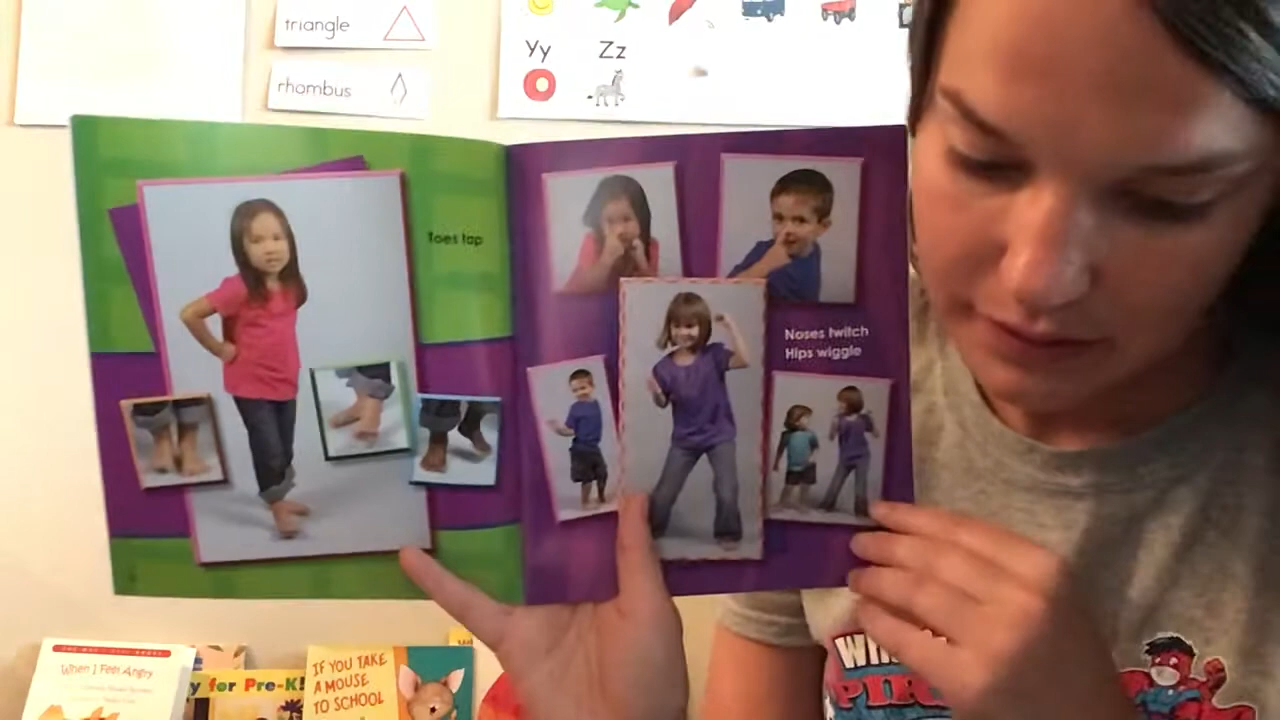 triangle
rhombus
Yy Zz
Toes tap
Noses twitch
Hips wiggle
When I Feel Angry
y for Pre-K!
IF YOU TAKE
A MOUSE
TO SCHOOL